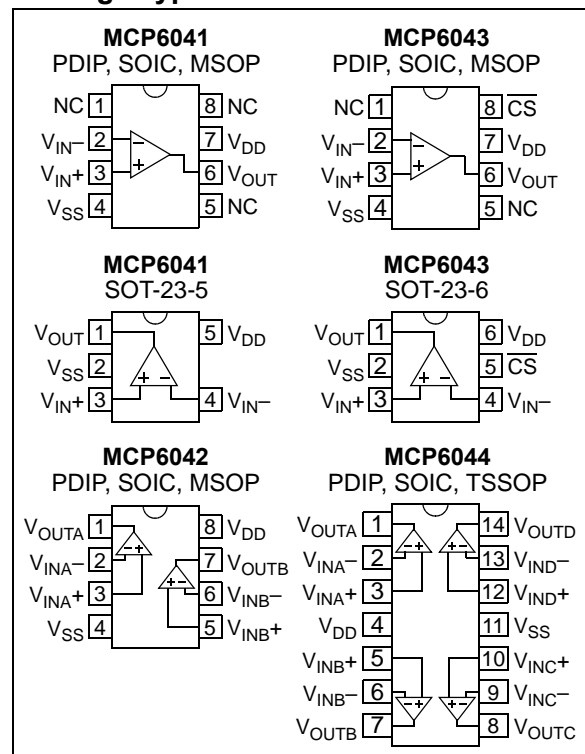 MCP6041
PDIP, SOIC, MSOP
NC 1 8 NC
VIN– 2 7 VDD
VIN+ 3 6 VOUT
VSS 4 5 NC
MCP6043
PDIP, SOIC, MSOP
NC 1 8 CS
VIN– 2 7 VDD
VIN+ 3 6 VOUT
VSS 4 5 NC
MCP6041
SOT-23-5
VOUT 1 5 VDD
VSS 2
VIN+ 3 4 VIN–
MCP6043
SOT-23-6
VOUT 1 6 VDD
VSS 2 5 CS
VIN+ 3 4 VIN–
MCP6042
PDIP, SOIC, MSOP
VOUTA 1 8 VDD
VINA– 2 7 VOUTB
VINA+ 3 6 VINB–
VSS 4 5 VINB+
MCP6044
PDIP, SOIC, TSSOP
VOUTA 1 14 VOUTD
VINA– 2 13 VIND–
VINA+ 3 12 VIND+
VDD 4 11 VSS
VINB+ 5 10 VINC+
VINB– 6 9 VINC–
VOUTB 7 8 VOUTC